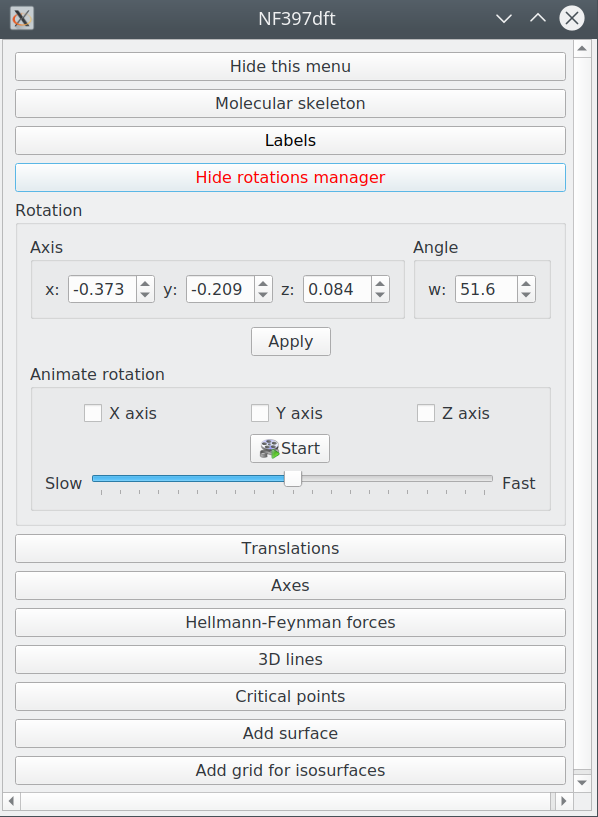 NF397dft
Hide this menu
Molecular skeleton
Labels
Hide rotations manager
Rotation
Axis Angle
x: -0.373 y: -0.209 z: 0.084 w: 51.6
Apply
Animate rotation
X axis Y axis Z axis
Start
Slow Fast
Translations
Axes
Hellmann-Feynman forces
3D lines
Critical points
Add surface
Add grid for isosurfaces